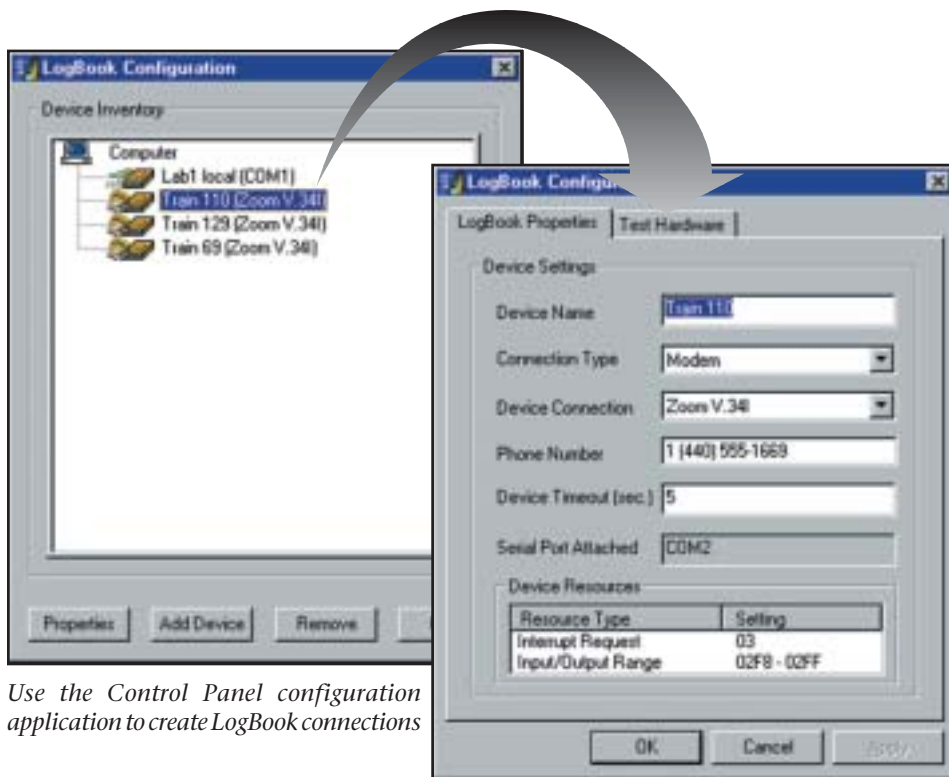 LogBook Configuration
Device Inventory
Computer
Lab1 local (COM1)
Train 110 (Zoom V.34I)
Train 129 (Zoom V.34I)
Train 69 (Zoom V.34I)
Properties
Add Device
Remove
Use the Control Panel configuration
application to create LogBook connections
LogBook
LogBook Properties
Test Hardware
Device Settings
Device Name
Train 110
Connection Type
Modem
Device Connection
Zoom V.34I
Phone Number
1 (440) 555-1669
Device Timeout (sec.)
5
Serial Port Attached
COM2
Device Resources
Resource Type Setting
Interrupt Request 03
Input/Output Range 02F8 - 02FF
OK
Cancel
Apply